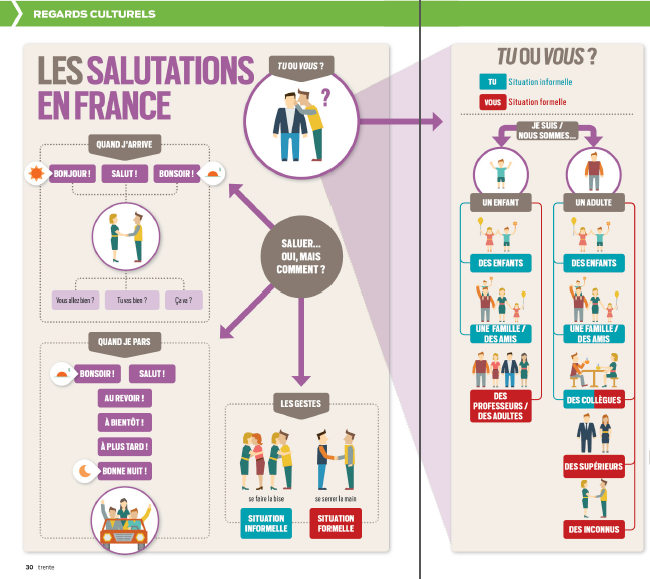 REGARDS CULTURELS
LES SALUTATIONS
EN FRANCE
TU OU VOUS ?
?
QUAND J'ARRIVE
BONJOUR !
SALUT !
BONSOIR !
Vous allez bien ?
Tu vas bien ?
Ça va ?
SALUER...
OUI, MAIS
COMMENT ?
QUAND JE PARS
BONSOIR !
SALUT !
AU REVOIR !
À BIENTÔT !
À PLUS TARD !
BONNE NUIT !
LES GESTES
se faire la bise
se serrer la main
SITUATION
INFORMELLE
SITUATION
FORMELLE
30 trente
TU OU VOUS ?
TU Situation informelle
VOUS Situation formelle
JE SUIS /
NOUS SOMMES...
UN ENFANT
UN ADULTE
DES ENFANTS
DES ENFANTS
UNE FAMILLE /
DES AMIS
UNE FAMILLE /
DES AMIS
DES
PROFESSEURS /
DES ADULTES
DES COLLÈGUES
DES SUPÉRIEURS
DES INCONNUS